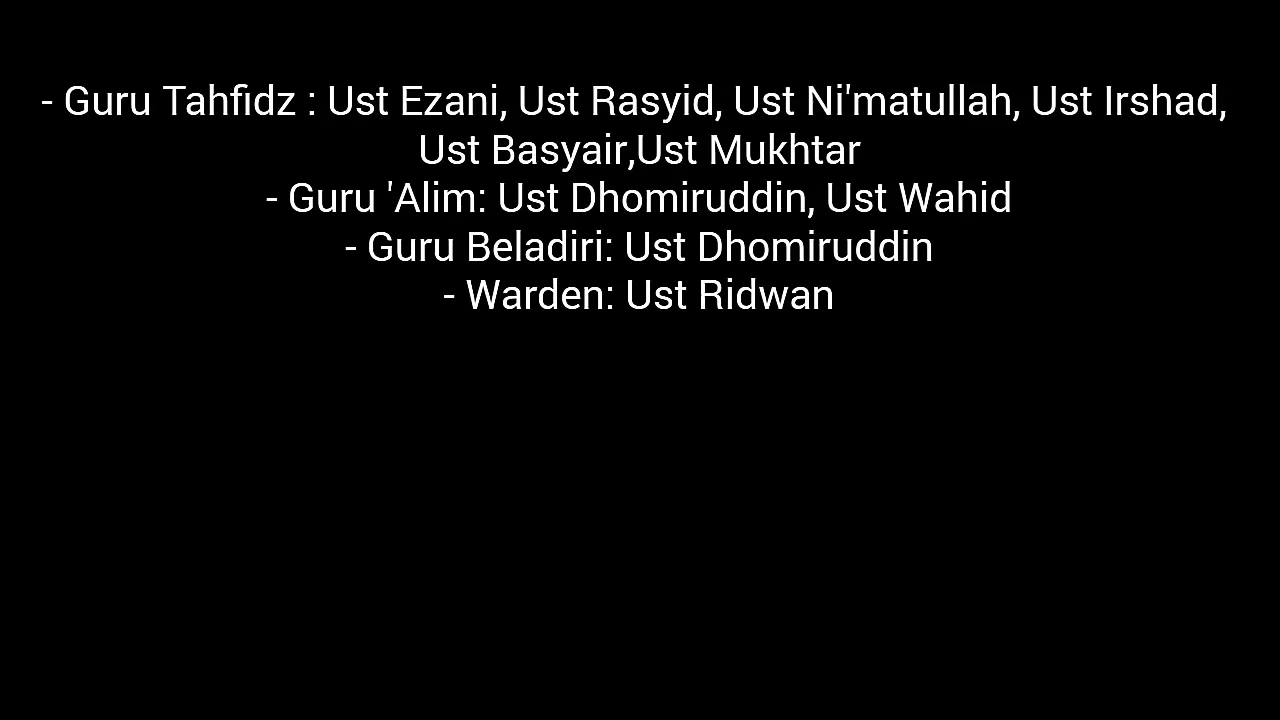 - Guru Tahfidz : Ust Ezani, Ust Rasyid, Ust Ni'matullah, Ust Irshad,
Ust Basyair,Ust Mukhtar
- Guru 'Alim: Ust Dhomiruddin, Ust Wahid
- Guru Beladiri: Ust Dhomiruddin
- Warden: Ust Ridwan